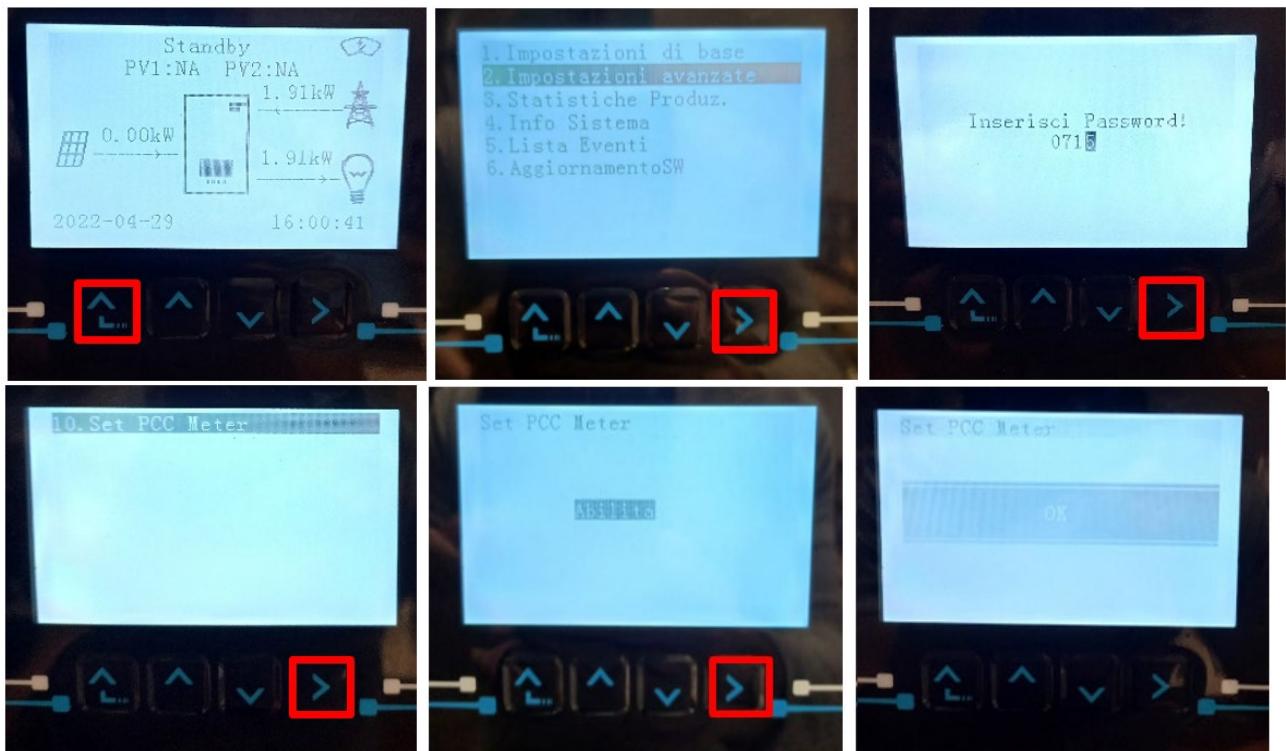 Standby
PV1:NA PV2:NA
1.91kW
0.00kW
1.91kW
2022-04-29 16:00:41
1.Impostazioni di base
2.Impostazioni avanzate
3.Statistiche Produz.
4.Info Sistema
5.Lista Eventi
6.AggiornamentoSW
Inserisci Password!
0715
10.Set PCC Meter
Set PCC Meter
Abilita
Set PCC Meter
OK